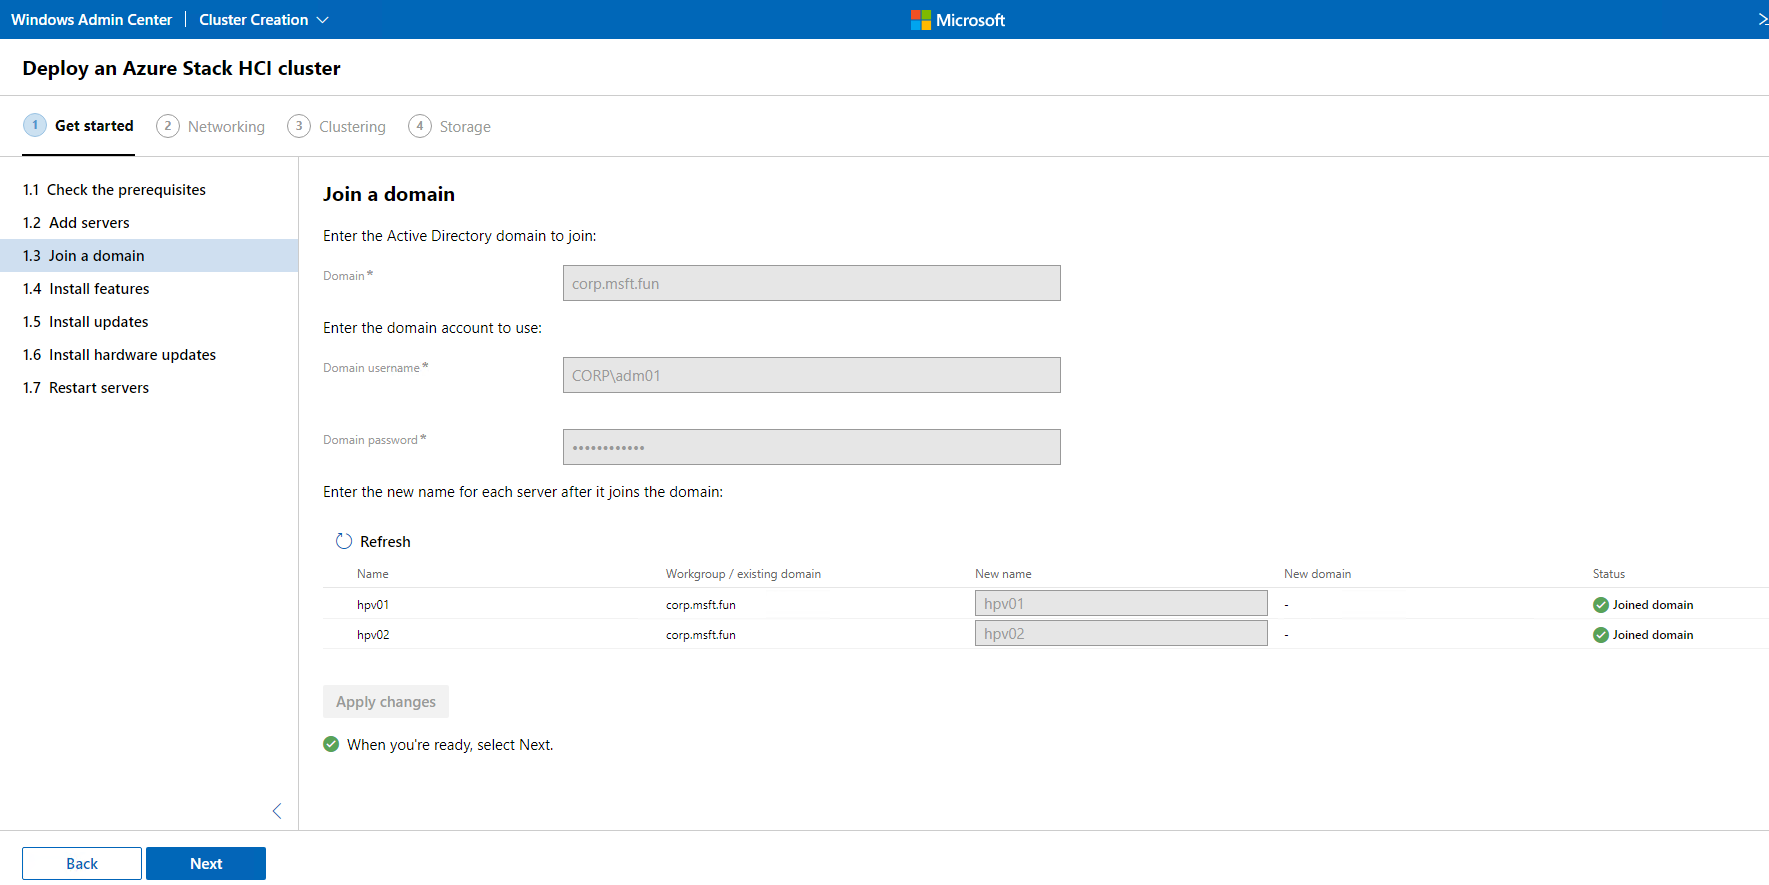 Windows Admin Center | Cluster Creation
Microsoft
Deploy an Azure Stack HCI cluster
1 Get started
2 Networking
3 Clustering
4 Storage
1.1 Check the prerequisites
1.2 Add servers
1.3 Join a domain
1.4 Install features
1.5 Install updates
1.6 Install hardware updates
1.7 Restart servers
Join a domain
Enter the Active Directory domain to join:
Domain*
corp.msft.fun
Enter the domain account to use:
Domain username*
CORP\adm01
Domain password*
••••••••••••
Enter the new name for each server after it joins the domain:
Refresh
Name Workgroup / existing domain New name New domain Status
hpv01 corp.msft.fun hpv01 - Joined domain
hpv02 corp.msft.fun hpv02 - Joined domain
Apply changes
When you're ready, select Next.
Back
Next